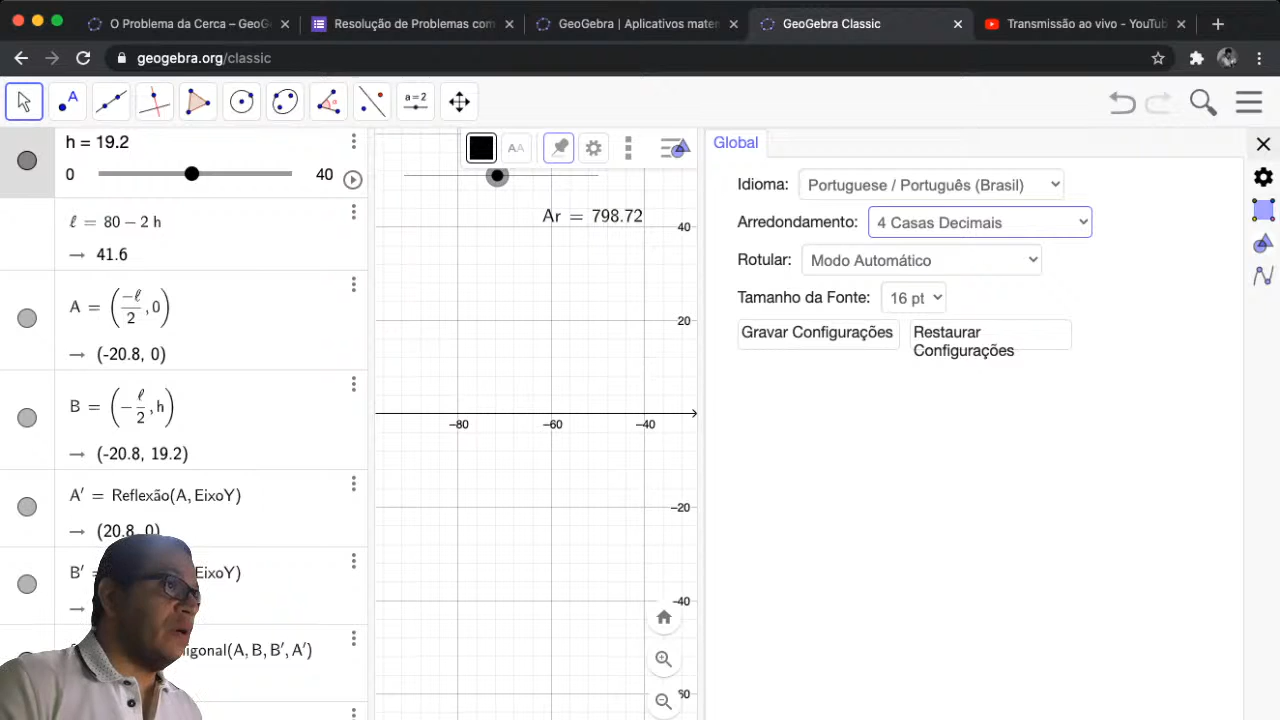 O Problema da Cerca – GeoG
Resolução de Problemas com
GeoGebra | Aplicativos mater
GeoGebra Classic
Transmissão ao vivo - YouTub
geogebra.org/classic
a=2
h = 19.2
0
40
ℓ = 80 – 2 h
→ 41.6
A = (-ℓ/2, 0)
→ (-20.8, 0)
B = (-ℓ/2, h)
→ (-20.8, 19.2)
A' = Reflexão(A, EixoY)
→ (20.8, 0)
B' = EixoY)
→
igonal(A, B, B', A')
AA
Ar = 798.72
40
20
-80
-60
-40
-20
-40
Global
Idioma: Portuguese / Português (Brasil)
Arredondamento: 4 Casas Decimais
Rotular: Modo Automático
Tamanho da Fonte: 16 pt
Gravar Configurações
Restaurar
Configurações